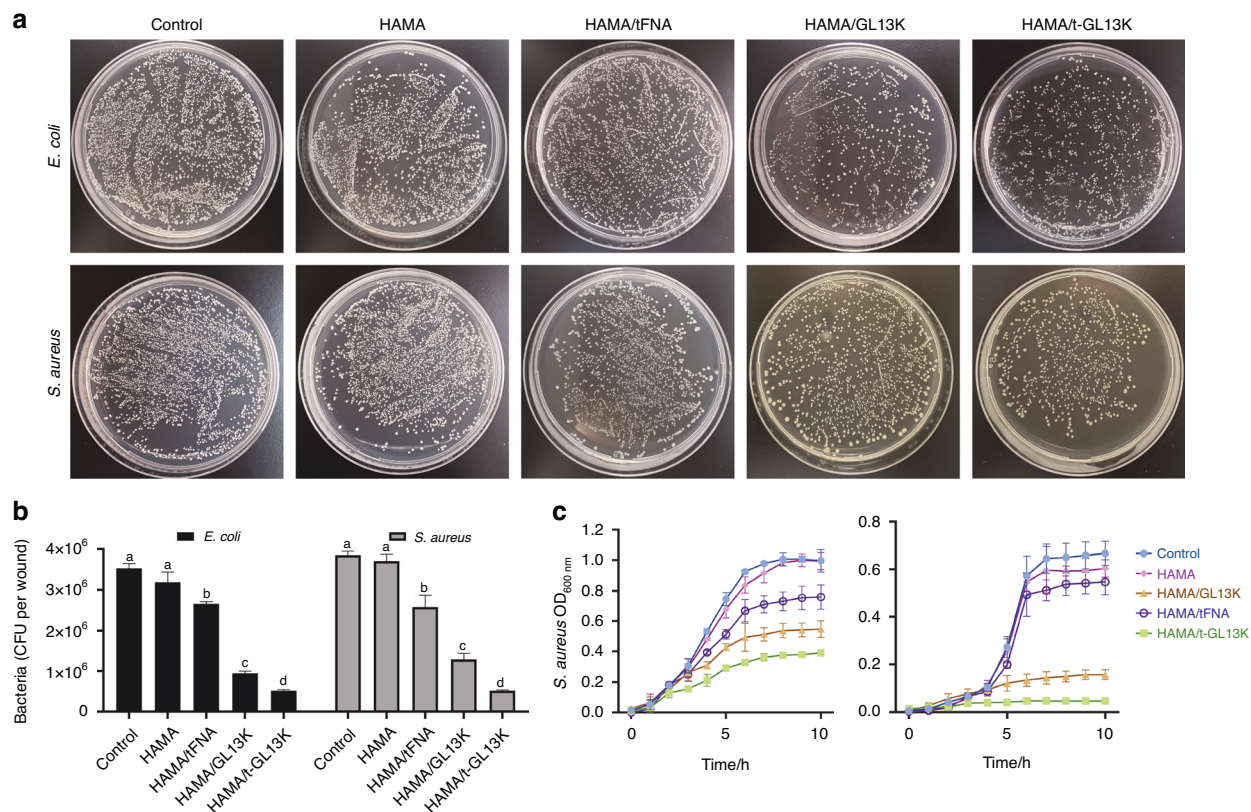 a
Control HAMA HAMA/tFNA HAMA/GL13K HAMA/t-GL13K
E. coli
S. aureus
b
E. coli S. aureus
Bacteria (CFU per wound)
4×10⁶
3×10⁶
2×10⁶
1×10⁶
0
a a b c d
a a b c d
Control HAMA HAMA/tFNA HAMA/GL13K HAMA/t-GL13K
Control HAMA HAMA/tFNA HAMA/GL13K HAMA/t-GL13K
c
S. aureus OD600 nm
1.2
1.0
0.8
0.6
0.4
0.2
0.0
0 5 10
Time/h
0.8
0.6
0.4
0.2
0.0
0 5 10
Time/h
Control
HAMA
HAMA/GL13K
HAMA/tFNA
HAMA/t-GL13K